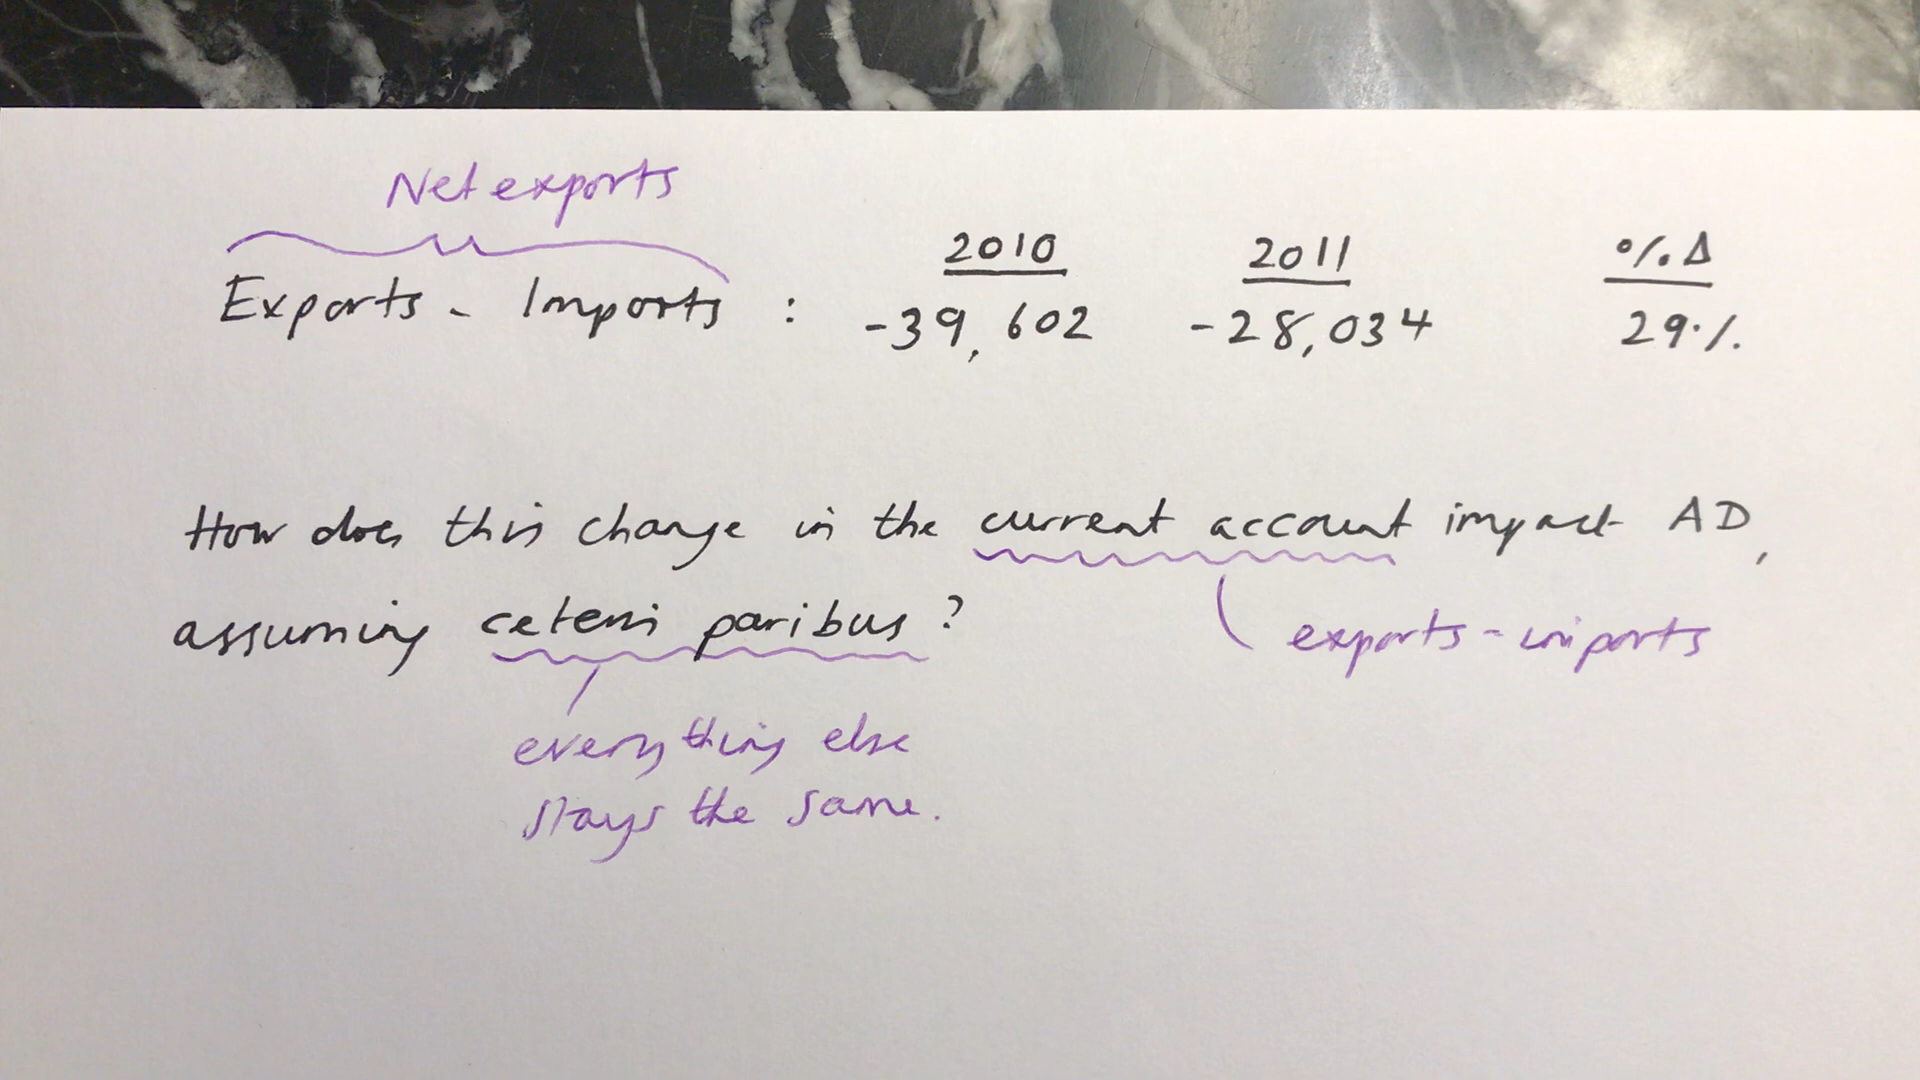 Net exports
2010 2011 %Δ
Exports - Imports : -39,602 -28,034 29%
How does this change in the current account impact AD,
assuming ceteris paribus?
exports - imports
everything else
stays the same.